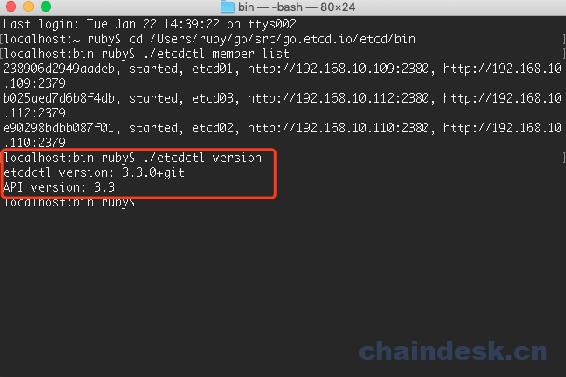 bin — -bash — 80×24
Last login: Tue Jan 22 14:39:22 on ttys002
[localhost:~ ruby$ cd /Users/ruby/go/src/go.etcd.io/etcd/bin
[localhost:bin ruby$ ./etcdctl member list
238906d2949aadeb, started, etcd01, http://192.168.10.109:2380, http://192.168.10
.109:2379
b025aed7d6b8f4db, started, etcd03, http://192.168.10.112:2380, http://192.168.10
.112:2379
e90298bdbb087f01, started, etcd02, http://192.168.10.110:2380, http://192.168.10
.110:2379
[localhost:bin ruby$ ./etcdctl version
etcdctl version: 3.3.0+git
API version: 3.3
localhost:bin ruby$
chaindesk.cn